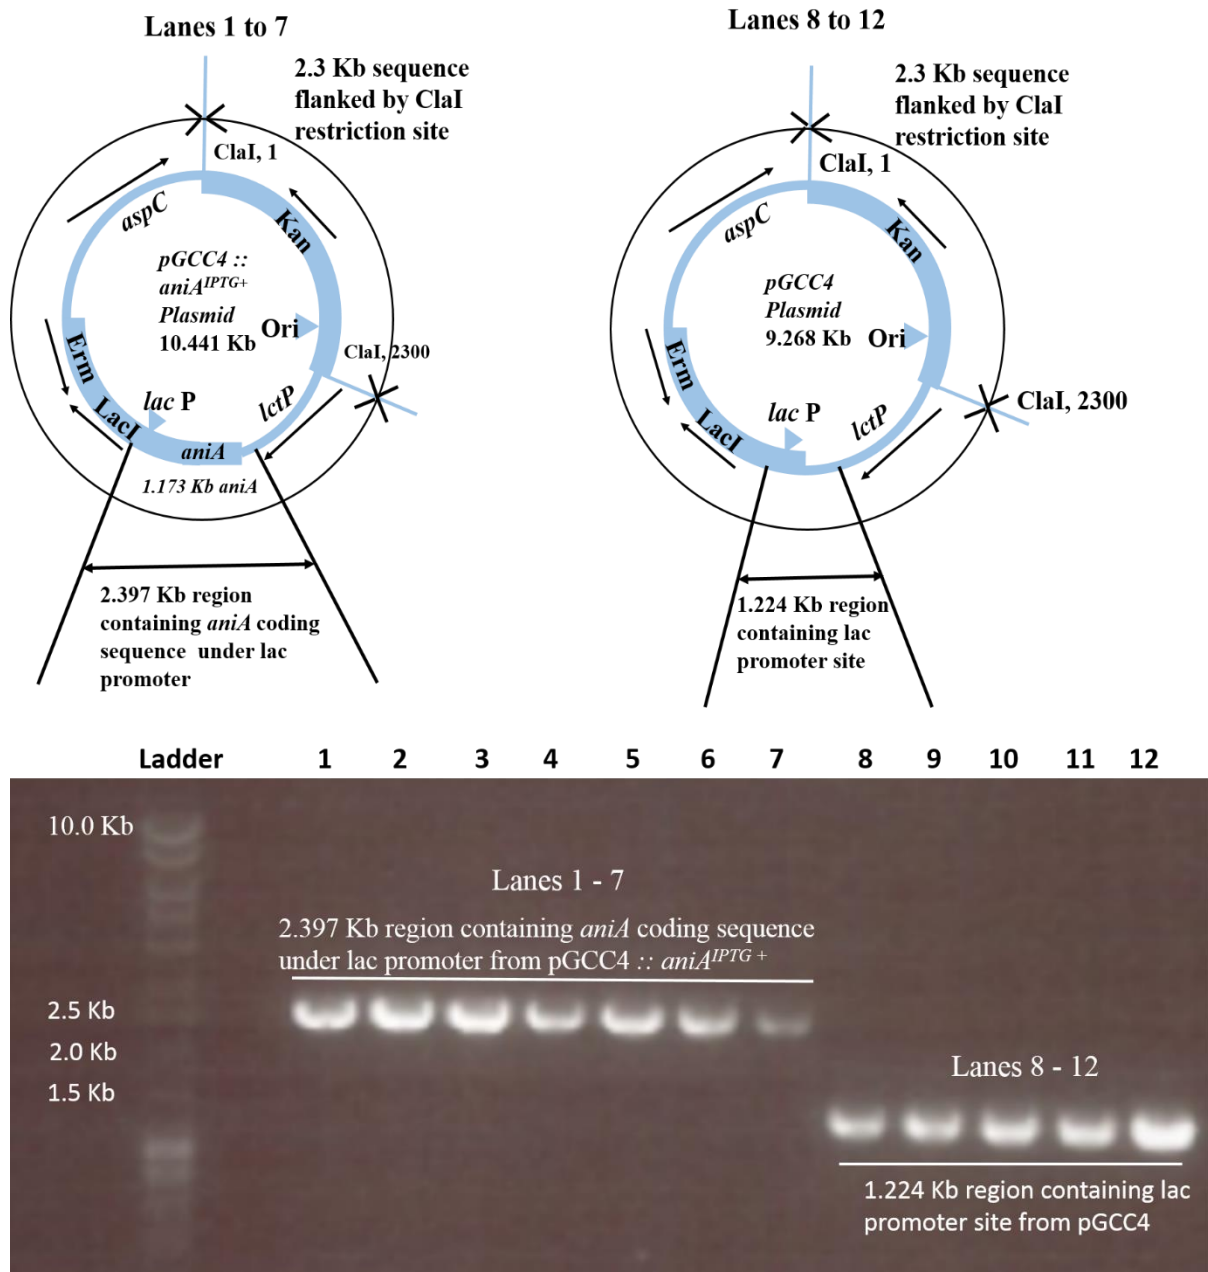 Lanes 1 to 7
2.3 Kb sequence
flanked by ClaI
restriction site
ClaI, 1
aspC
Kan
pGCC4 ::
aniA^IPTG+
Plasmid
10.441 Kb
Ori
ClaI, 2300
Erm
LacI
lac P
lctP
aniA
1.173 Kb aniA
2.397 Kb region
containing aniA coding
sequence under lac
promoter
Lanes 8 to 12
2.3 Kb sequence
flanked by ClaI
restriction site
ClaI, 1
aspC
Kan
pGCC4
Plasmid
9.268 Kb
Ori
ClaI, 2300
Erm
LacI
lac P
lctP
1.224 Kb region
containing lac
promoter site
Ladder 1 2 3 4 5 6 7 8 9 10 11 12
10.0 Kb
Lanes 1 - 7
2.397 Kb region containing aniA coding sequence
under lac promoter from pGCC4 :: aniA^IPTG +
2.5 Kb
2.0 Kb
1.5 Kb
Lanes 8 - 12
1.224 Kb region containing lac
promoter site from pGCC4